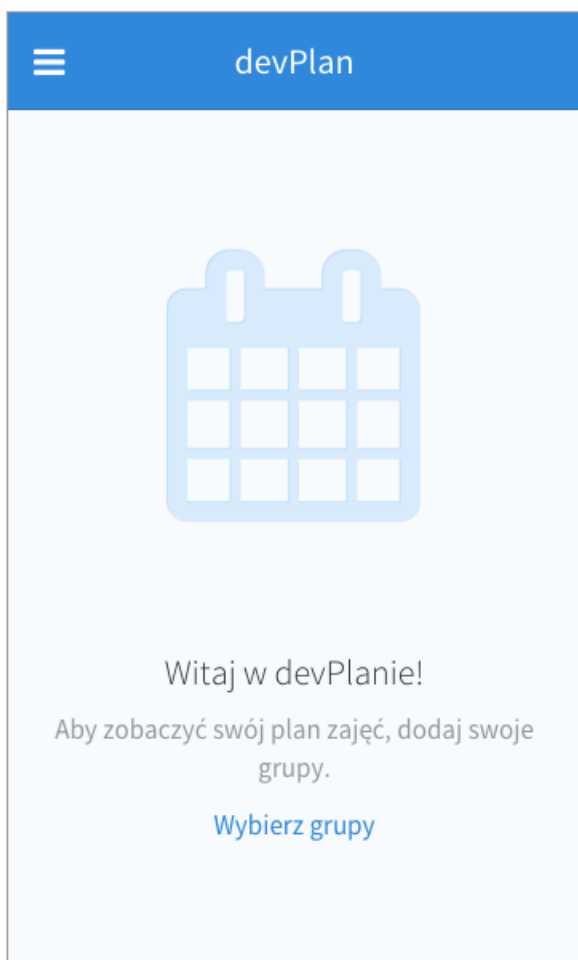 devPlan
Witaj w devPlanie!
Aby zobaczyć swój plan zajęć, dodaj swoje
grupy.
Wybierz grupy